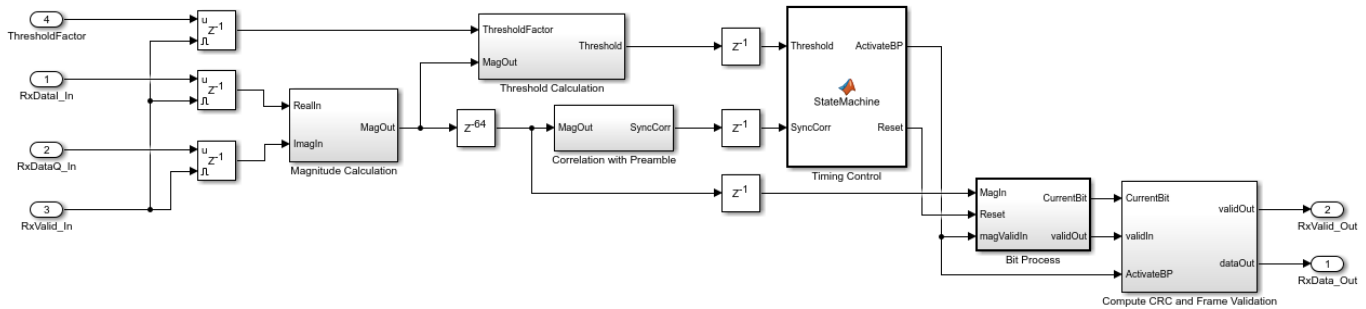 4
ThresholdFactor
u
Z-1
1
RxDataI_In
u
Z-1
2
RxDataQ_In
u
Z-1
3
RxValid_In
RealIn
ImagIn
MagOut
Magnitude Calculation
ThresholdFactor
MagOut
Threshold
Threshold Calculation
Z-64
MagOut
SyncCorr
Correlation with Preamble
Z-1
Z-1
Z-1
Threshold
SyncCorr
StateMachine
ActivateBP
Reset
Timing Control
MagIn
Reset
magValidIn
CurrentBit
validOut
Bit Process
CurrentBit
validIn
ActivateBP
validOut
dataOut
Compute CRC and Frame Validation
2
RxValid_Out
1
RxData_Out